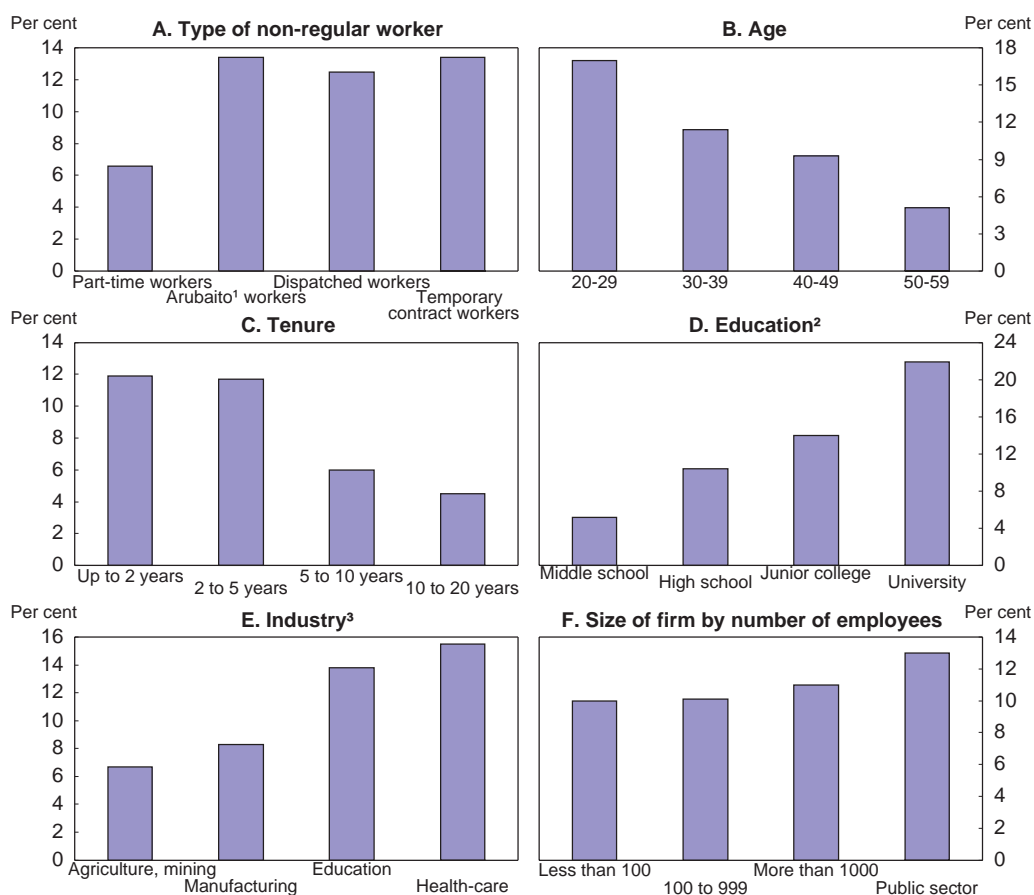 Per cent
A. Type of non-regular worker
14
12
10
8
6
4
2
0
Part-time workers
Arubaito¹ workers
Dispatched workers
Temporary
contract workers
Per cent
B. Age
18
15
12
9
6
3
0
20-29
30-39
40-49
50-59
Per cent
C. Tenure
14
12
10
8
6
4
2
0
Up to 2 years
2 to 5 years
5 to 10 years
10 to 20 years
Per cent
D. Education²
24
20
16
12
8
4
0
Middle school
High school
Junior college
University
Per cent
E. Industry³
16
14
12
10
8
6
4
2
0
Agriculture, mining
Manufacturing
Education
Health-care
Per cent
F. Size of firm by number of employees
14
12
10
8
6
4
2
0
Less than 100
100 to 999
More than 1000
Public sector